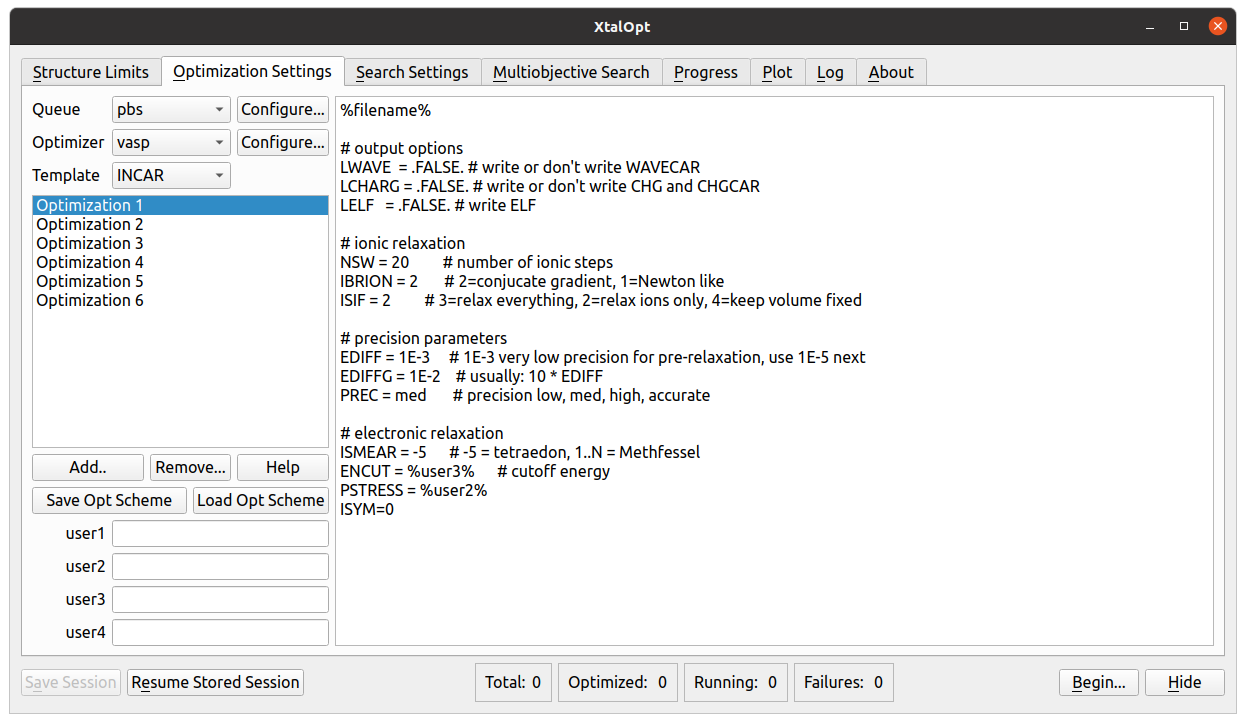 XtalOpt
Structure Limits Optimization Settings Search Settings Multiobjective Search Progress Plot Log About
Queue pbs Configure...
Optimizer vasp Configure...
Template INCAR
Optimization 1
Optimization 2
Optimization 3
Optimization 4
Optimization 5
Optimization 6
Add.. Remove... Help
Save Opt Scheme Load Opt Scheme
user1
user2
user3
user4
%filename%
# output options
LWAVE = .FALSE. # write or don't write WAVECAR
LCHARG = .FALSE. # write or don't write CHG and CHGCAR
LELF = .FALSE. # write ELF
# ionic relaxation
NSW = 20 # number of ionic steps
IBRION = 2 # 2=conjucate gradient, 1=Newton like
ISIF = 2 # 3=relax everything, 2=relax ions only, 4=keep volume fixed
# precision parameters
EDIFF = 1E-3 # 1E-3 very low precision for pre-relaxation, use 1E-5 next
EDIFFG = 1E-2 # usually: 10 * EDIFF
PREC = med # precision low, med, high, accurate
# electronic relaxation
ISMEAR = -5 # -5 = tetraedon, 1..N = Methfessel
ENCUT = %user3% # cutoff energy
PSTRESS = %user2%
ISYM=0
Save Session Resume Stored Session Total: 0 Optimized: 0 Running: 0 Failures: 0 Begin... Hide